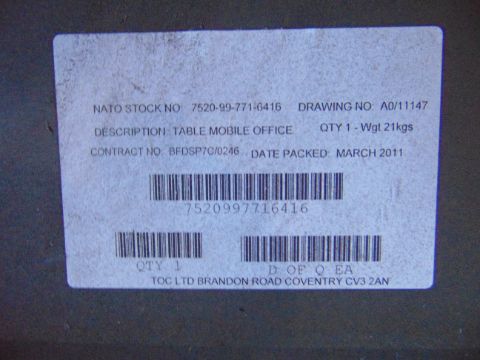 NATO STOCK NO: 7520-99-771-6416 DRAWING NO: A0/11147
DESCRIPTION: TABLE MOBILE OFFICE QTY 1 - Wgt 21kgs
CONTRACT NO: BFDSP7C/0246 DATE PACKED: MARCH 2011
7520997716416
QTY 1 D OF Q EA
TOC LTD BRANDON ROAD COVENTRY CV3 2AN